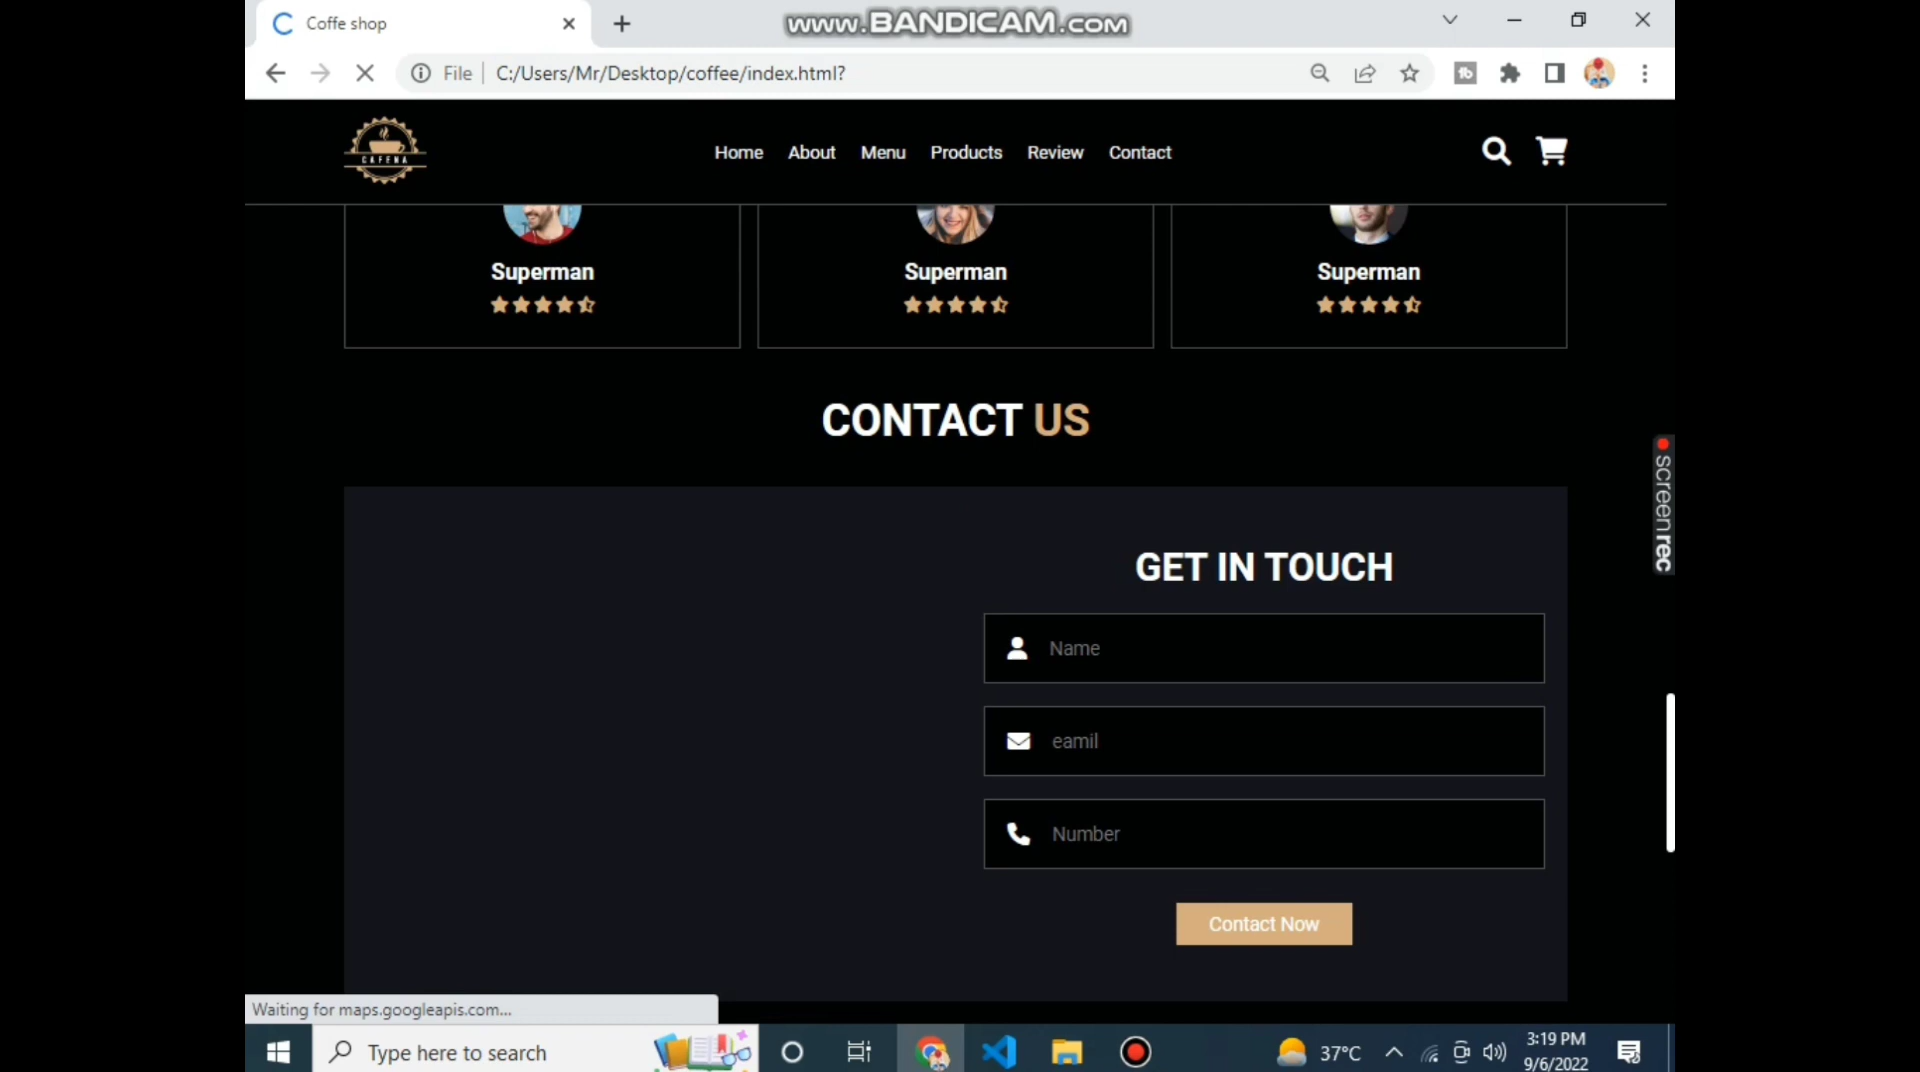 Coffe shop
www.BANDICAM.com
File
C:/Users/Mr/Desktop/coffee/index.html?
CAFENA
Home About Menu Products Review Contact
Superman Superman Superman
CONTACT US
screenrec
GET IN TOUCH
Name
eamil
Number
Contact Now
Waiting for maps.googleapis.com...
Type here to search
37°C
3:19 PM
9/6/2022